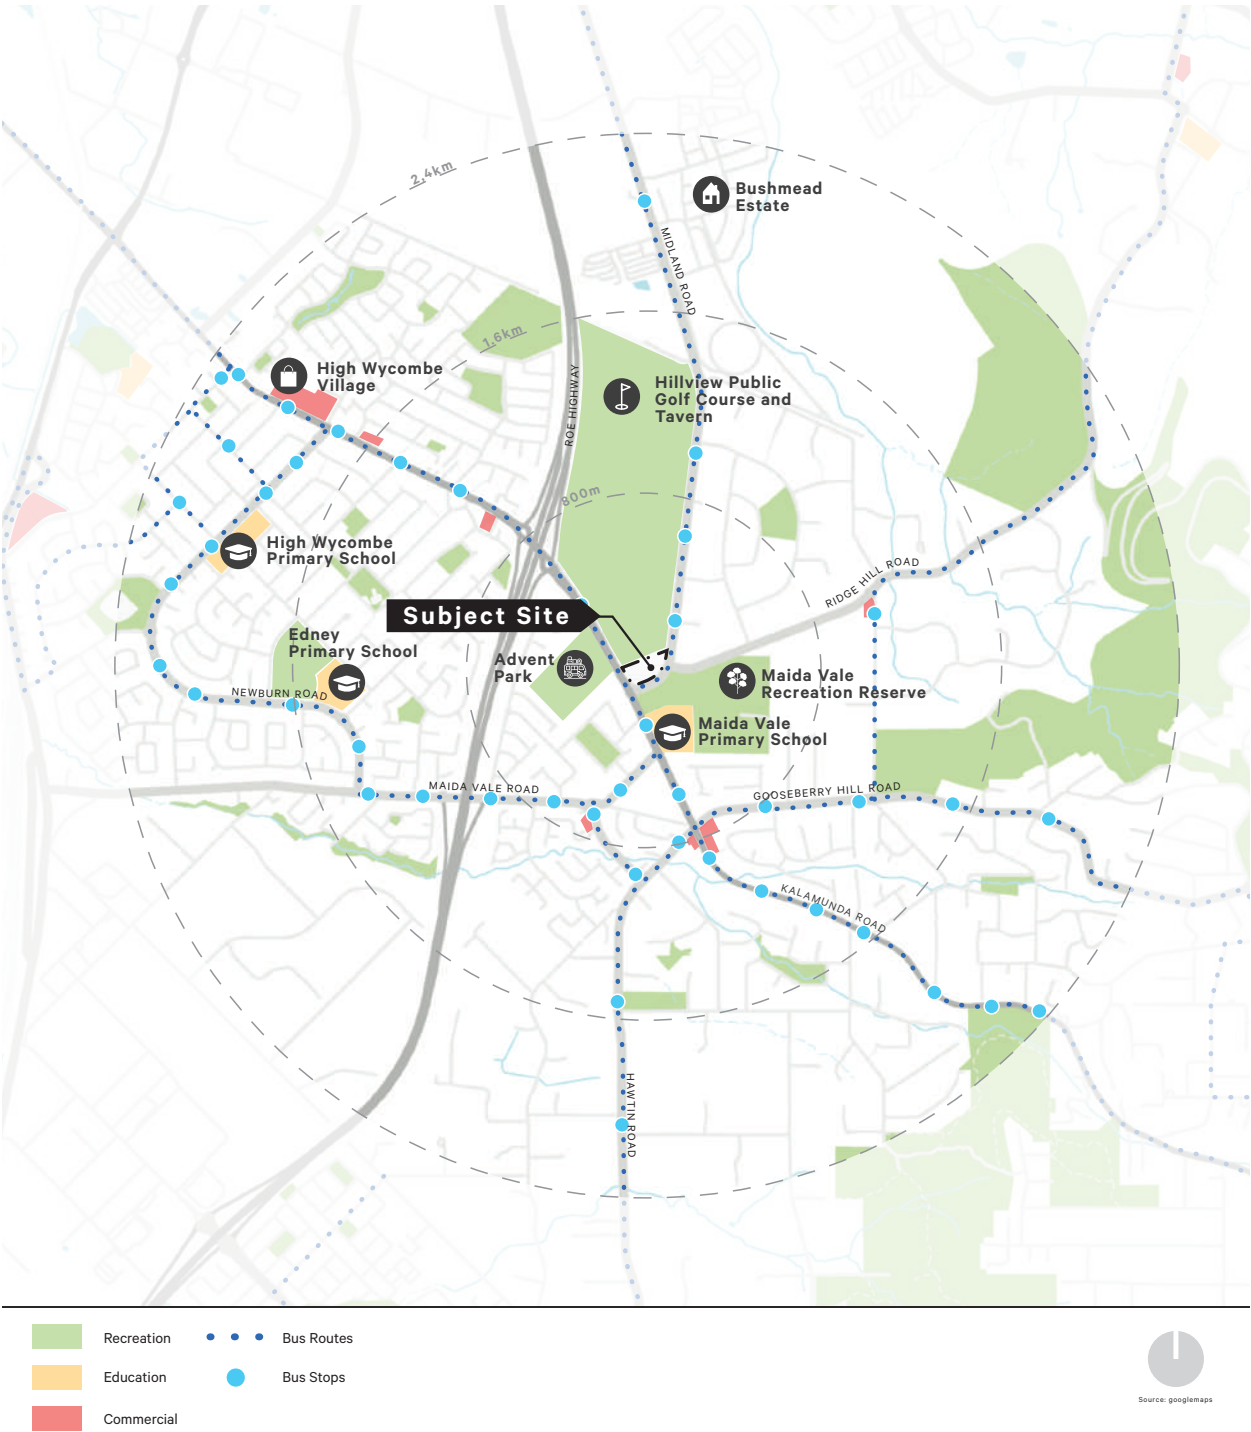 2.4km
Bushmead
Estate
MIDLAND ROAD
1.6km
High Wycombe
Village
ROE HIGHWAY
Hillview Public
Golf Course and
Tavern
800m
High Wycombe
Primary School
RIDGE HILL ROAD
Subject Site
Edney
Primary School
Advent
Park
Maida Vale
Recreation Reserve
NEWBURN ROAD
Maida Vale
Primary School
MAIDA VALE ROAD
GOOSEBERRY HILL ROAD
KALAMUNDA ROAD
HAWTIN ROAD
Recreation
Bus Routes
Education
Bus Stops
Commercial
Source: googlemaps